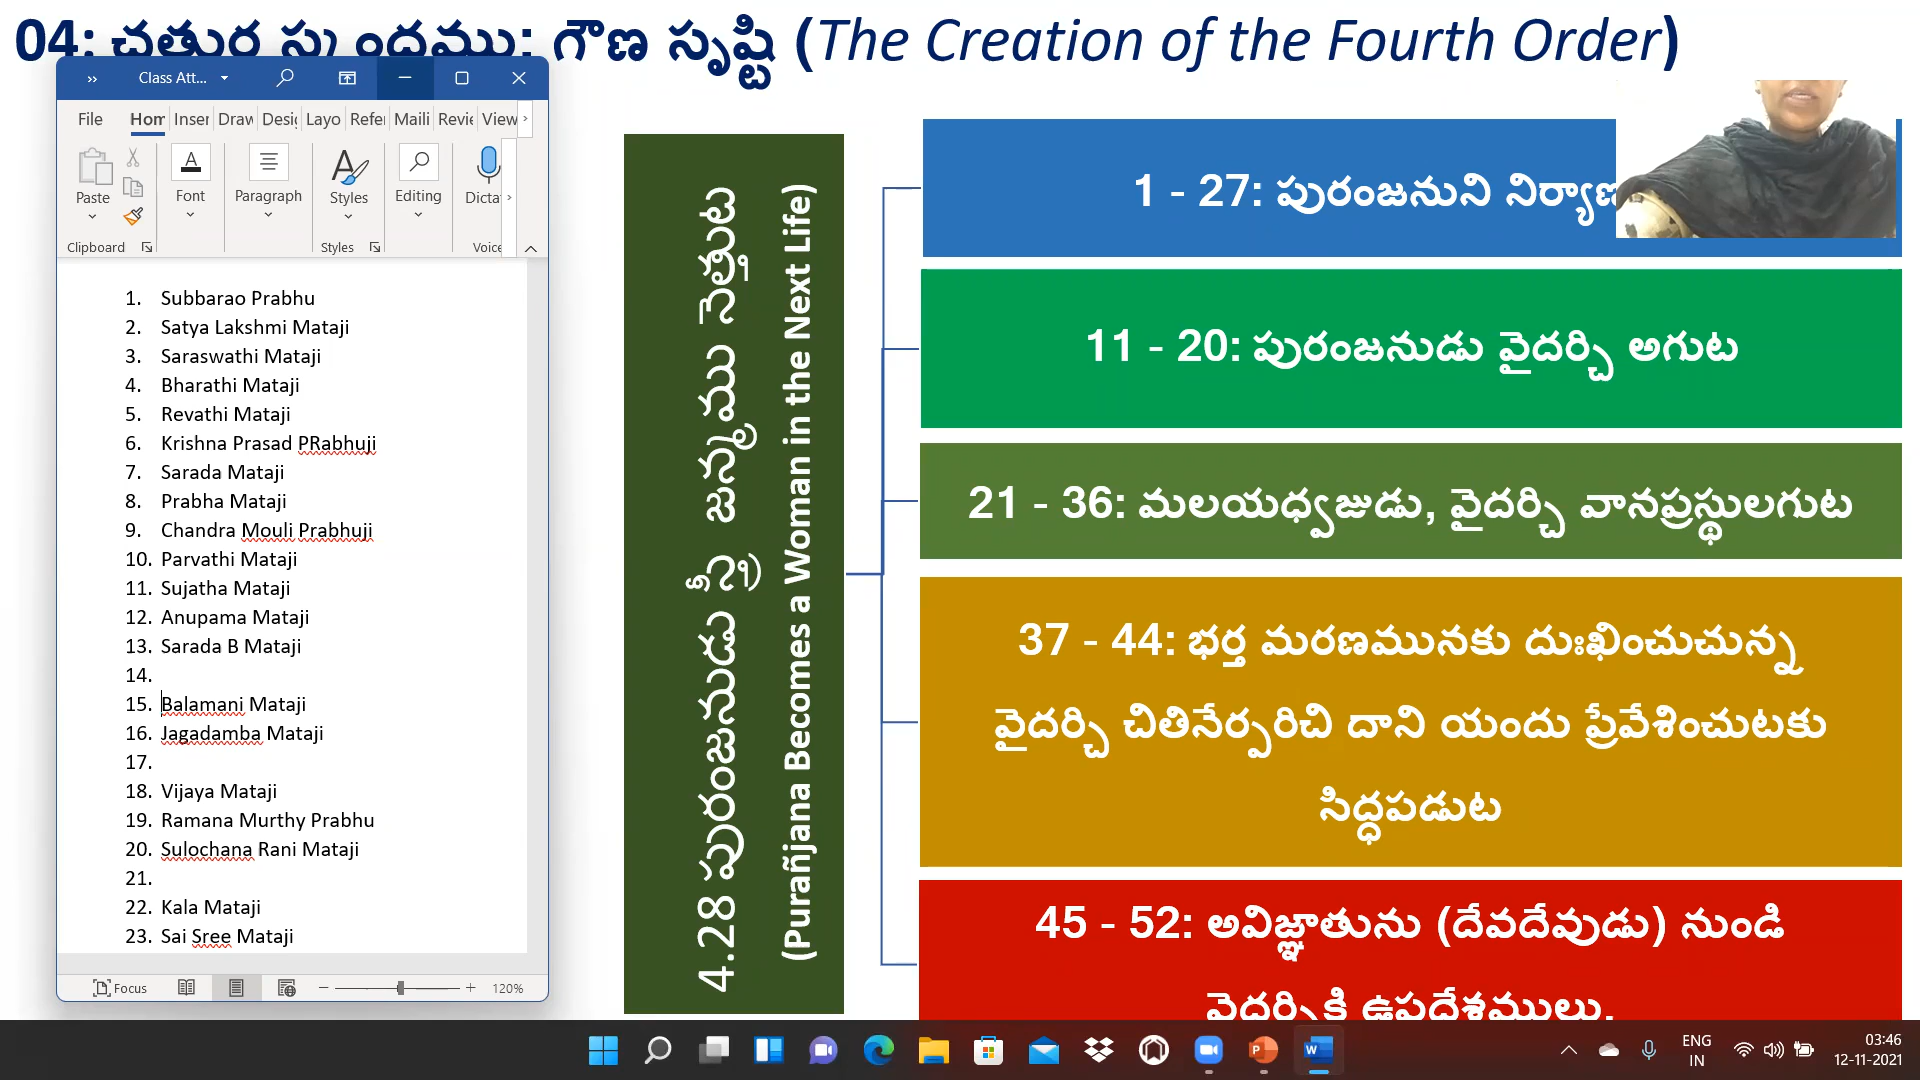 04: చతుర స్కందము: గౌణ సృష్టి (The Creation of the Fourth Order)
Class Att...
File Hom Inser Draw Desig Layo Refer Maili Revie View
Paste Font Paragraph Styles Editing Dicta
Clipboard Styles Voice
1. Subbarao Prabhu
2. Satya Lakshmi Mataji
3. Saraswathi Mataji
4. Bharathi Mataji
5. Revathi Mataji
6. Krishna Prasad PRabhuji
7. Sarada Mataji
8. Prabha Mataji
9. Chandra Mouli Prabhuji
10. Parvathi Mataji
11. Sujatha Mataji
12. Anupama Mataji
13. Sarada B Mataji
14.
15. Balamani Mataji
16. Jagadamba Mataji
17.
18. Vijaya Mataji
19. Ramana Murthy Prabhu
20. Sulochana Rani Mataji
21.
22. Kala Mataji
23. Sai Sree Mataji
Focus 120%
4.28 పురంజనుడు స్త్రీ జన్మము నెత్తుట
(Purañjana Becomes a Woman in the Next Life)
1 - 27: పురంజనుని నిర్యాణ
11 - 20: పురంజనుడు వైదర్భి అగుట
21 - 36: మలయధ్వజుడు, వైదర్భి వానప్రస్థులగుట
37 - 44: భర్త మరణమునకు దుఃఖించుచున్న
వైదర్భి చితినేర్పరిచి దాని యందు ప్రేవేశించుటకు
సిద్ధపడుట
45 - 52: అవిజ్ఞాతును (దేవదేవుడు) నుండి
వైదర్భికి ఉపదేశములు.
ENG
IN
03:46
12-11-2021